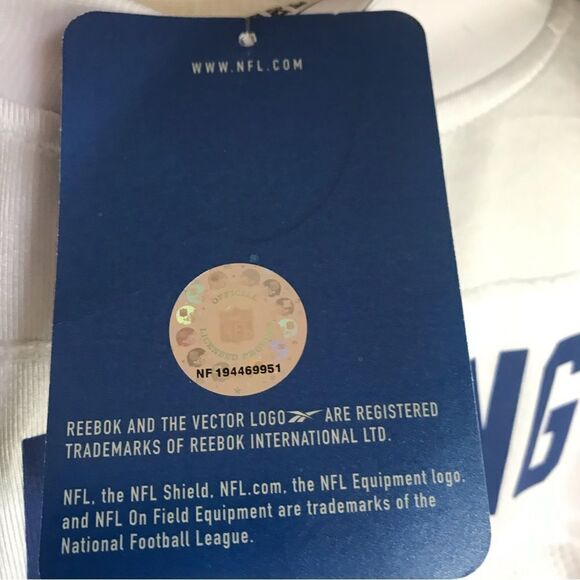 WWW.NFL.COM
OFFICIAL
LICENSED PRODUCT
NF 194469951
REEBOK AND THE VECTOR LOGO ARE REGISTERED
TRADEMARKS OF REEBOK INTERNATIONAL LTD.
NFL, the NFL Shield, NFL.com, the NFL Equipment logo.
and NFL On Field Equipment are trademarks of the
National Football League.
NG